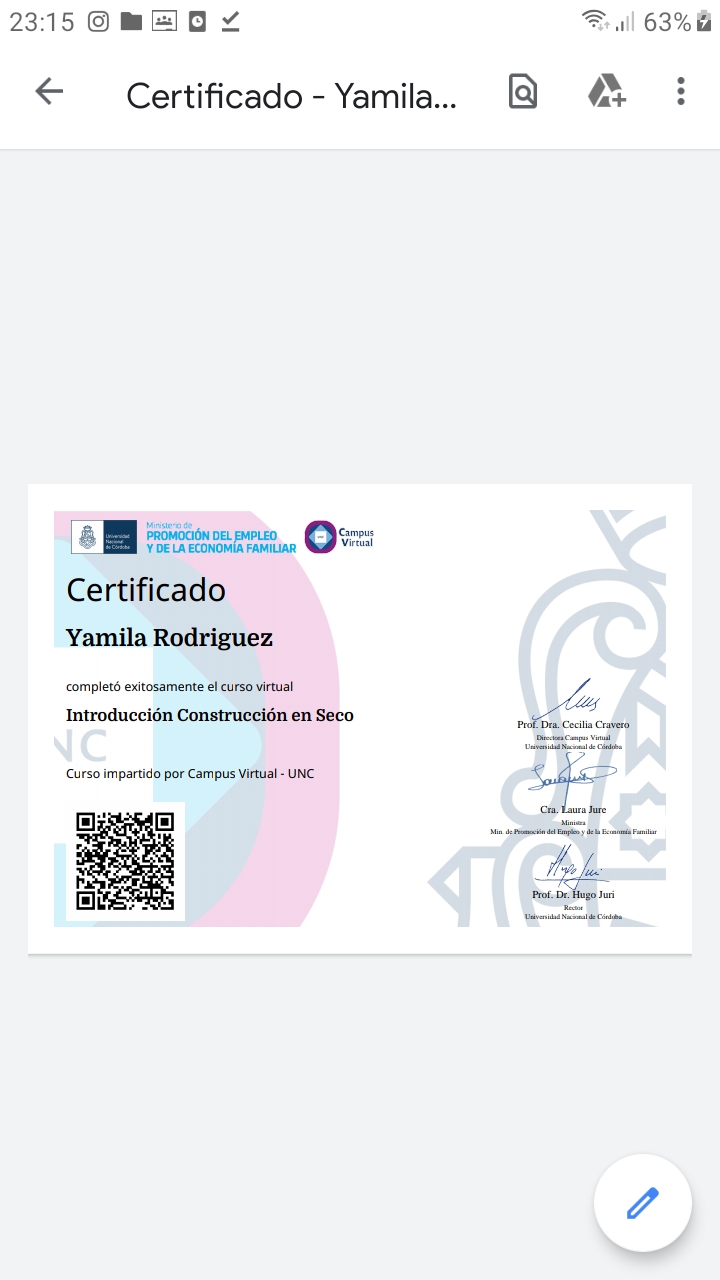 23:15
63%
Certificado - Yamila...
Universidad
Nacional
de Córdoba
Ministerio de
PROMOCIÓN DEL EMPLEO
Y DE LA ECONOMÍA FAMILIAR
Campus
Virtual
Certificado
Yamila Rodriguez
completó exitosamente el curso virtual
Introducción Construcción en Seco
NC
Curso impartido por Campus Virtual - UNC
Prof. Dra. Cecilia Cravero
Directora Campus Virtual
Universidad Nacional de Córdoba
Cra. Laura Jure
Ministra
Min. de Promoción del Empleo y de la Economía Familiar
Hugo Juri
Prof. Dr. Hugo Juri
Rector
Universidad Nacional de Córdoba